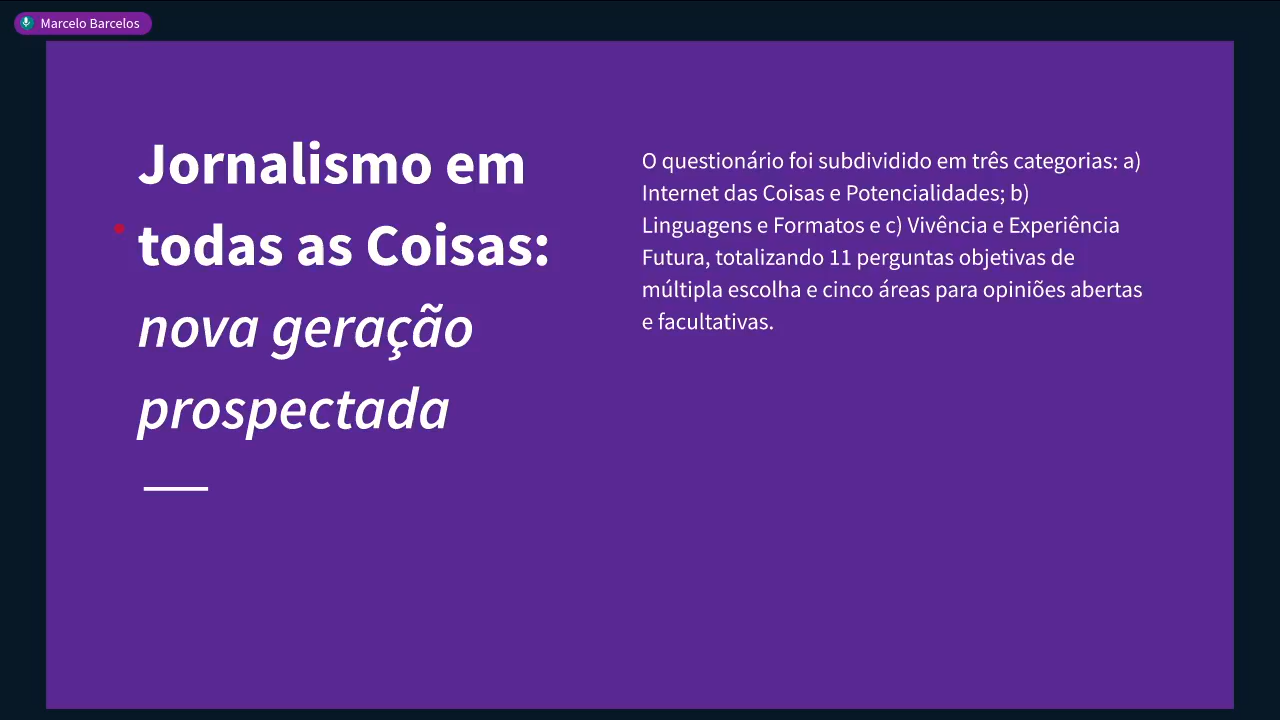 Marcelo Barcelos
Jornalismo em
todas as Coisas:
nova geração
prospectada
O questionário foi subdividido em três categorias: a)
Internet das Coisas e Potencialidades; b)
Linguagens e Formatos e c) Vivência e Experiência
Futura, totalizando 11 perguntas objetivas de
múltipla escolha e cinco áreas para opiniões abertas
e facultativas.